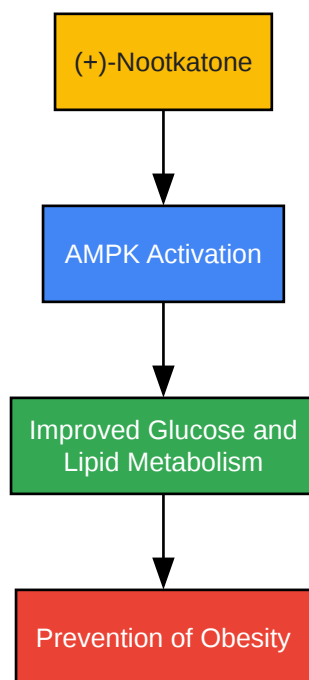 (+)-Nootkatone
AMPK Activation
Improved Glucose and
Lipid Metabolism
Prevention of Obesity